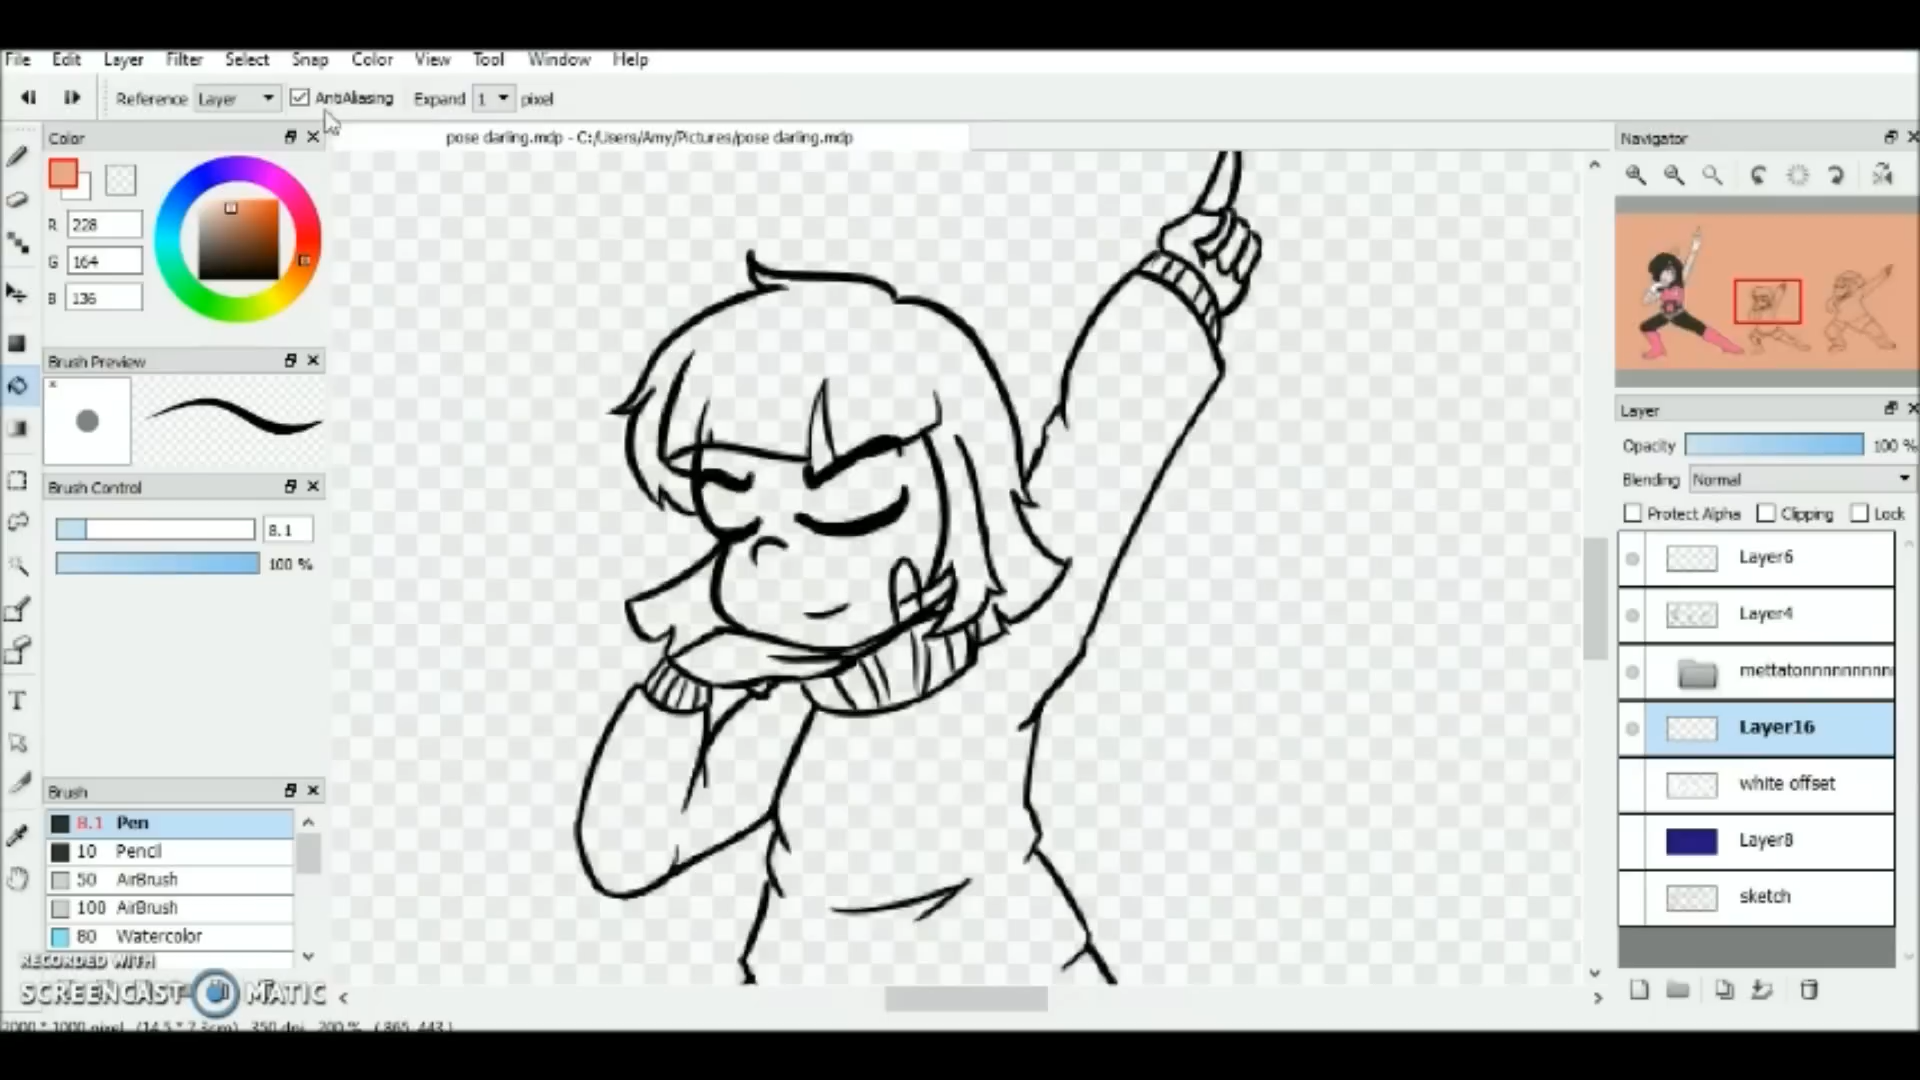 File Edit Layer Filter Select Snap Color View Tool Window Help
Reference Layer AntiAliasing Expand 1 pixel
Color
pose darling.mdp - C:/Users/Amy/Pictures/pose darling.mdp
Navigator
R 228
G 164
B 136
Brush Preview
Layer
Opacity 100 %
Blending Normal
Brush Control
Protect Alpha Clipping Lock
8.1
100 %
Layer6
Layer4
mettatonnnnnnnnn
Layer16
white offset
Layer8
sketch
Brush
8.1 Pen
10 Pencil
50 AirBrush
100 AirBrush
80 Watercolor
RECORDED WITH
SCREENCAST MATIC
2000 * 1000 pixel (14.5 * 7.3cm) 350 dpi 200 % ( 865, 443 )
T